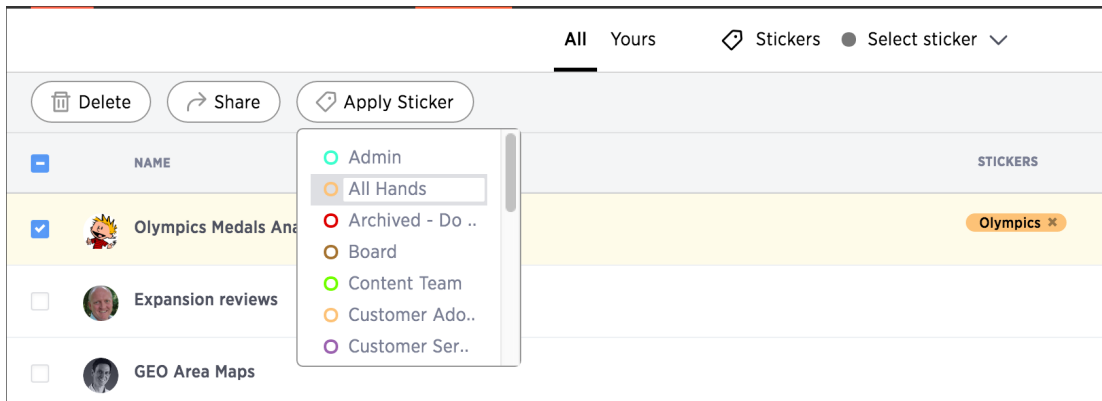 All Yours Stickers Select sticker
Delete Share Apply Sticker
NAME STICKERS
Admin
All Hands
Archived - Do ..
Board
Content Team
Customer Ado..
Customer Ser..
Olympics Medals Ana
Olympics ×
Expansion reviews
GEO Area Maps